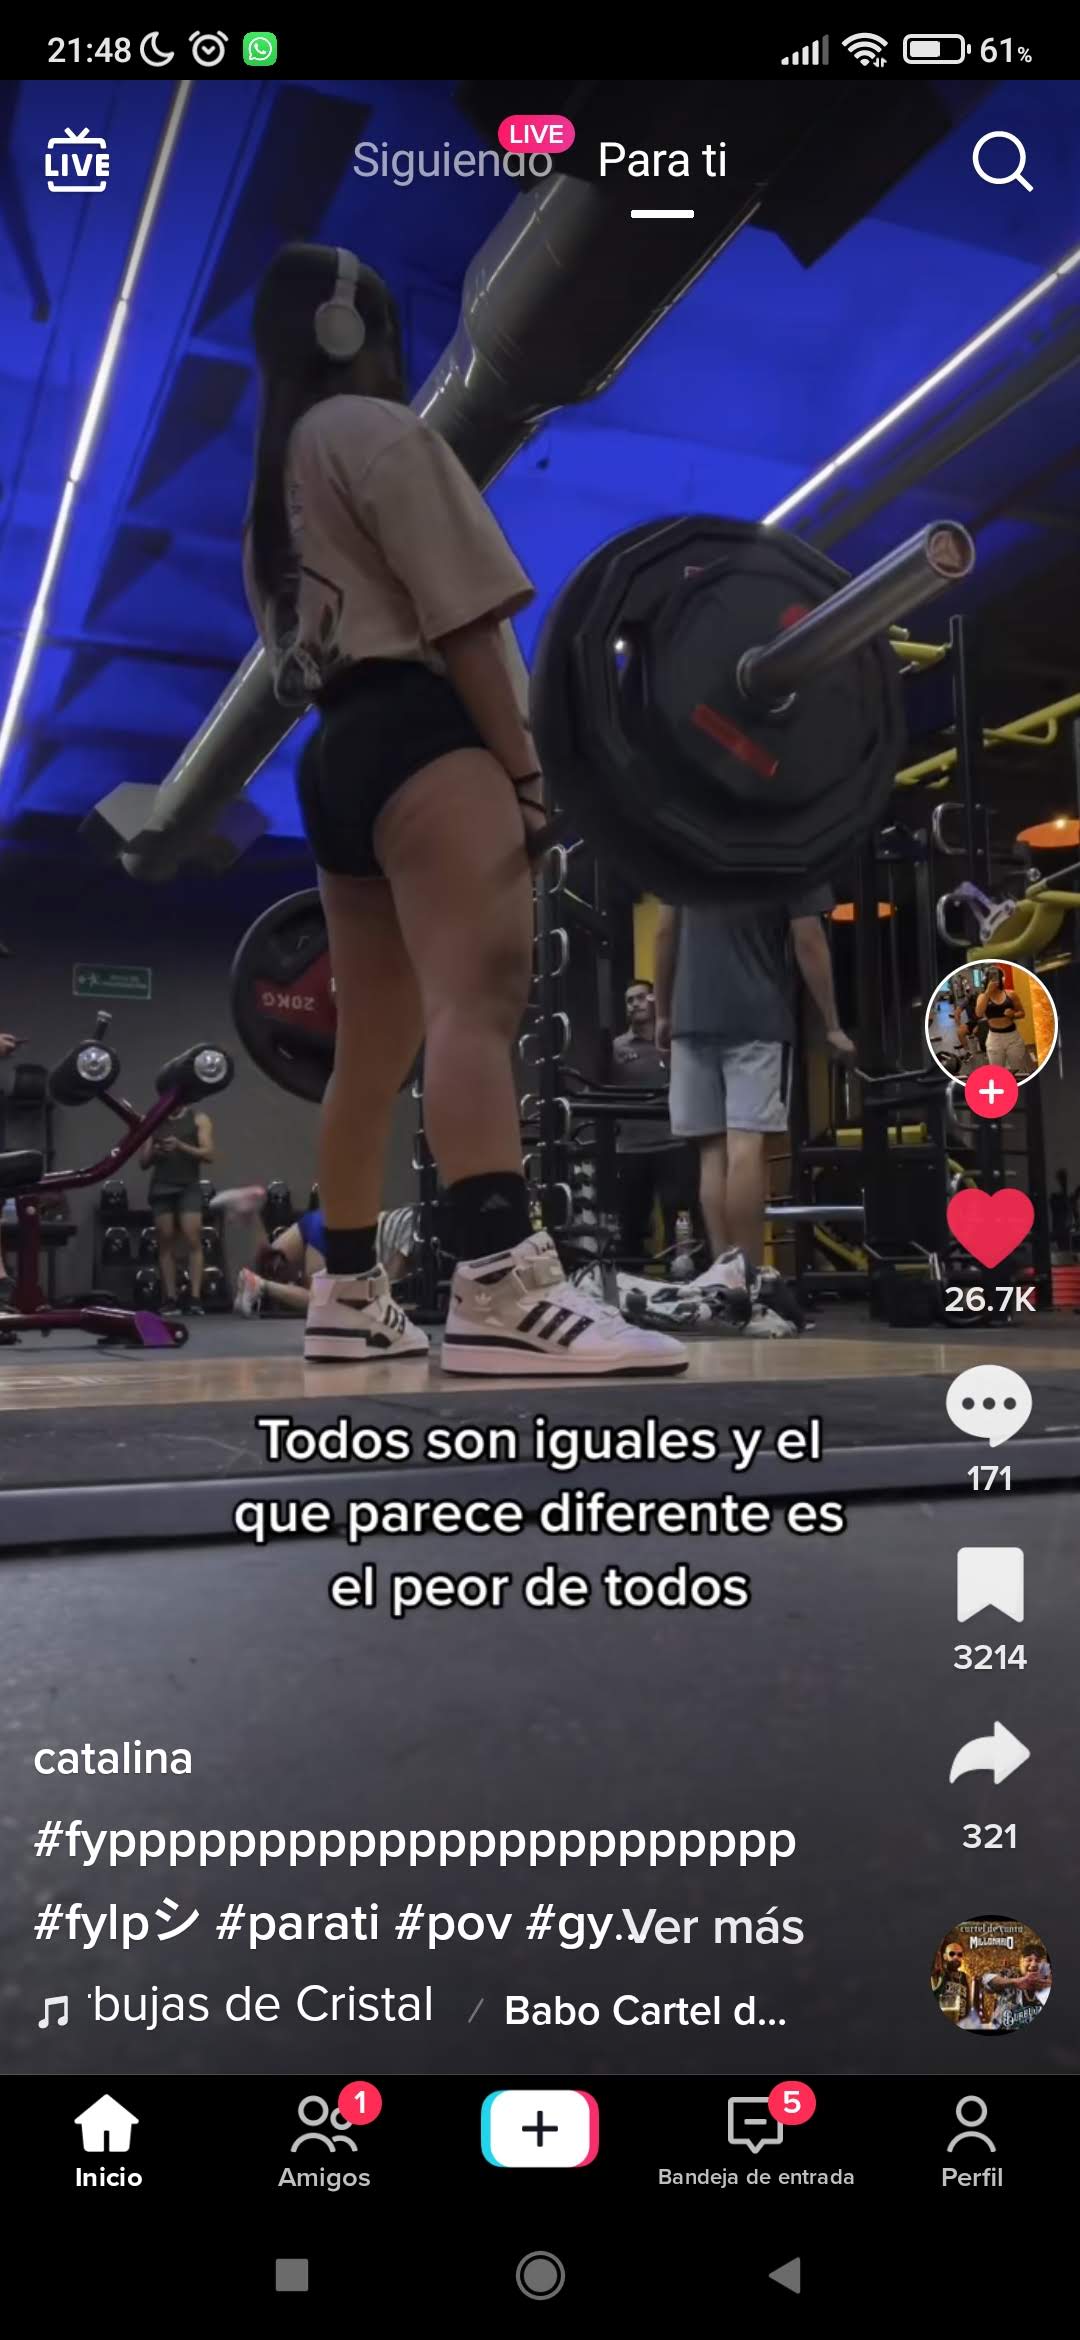 21:48
61%
LIVE
Siguiendo
LIVE
Para ti
20KG
26.7K
171
Todos son iguales y el
que parece diferente es
el peor de todos
3214
321
catalina
#fyppppppppppppppppppppppp
#fylpシ #parati #pov #gy...Ver más
bujas de Cristal / Babo Cartel d...
MILLONARIO
1
5
Inicio
Amigos
Bandeja de entrada
Perfil